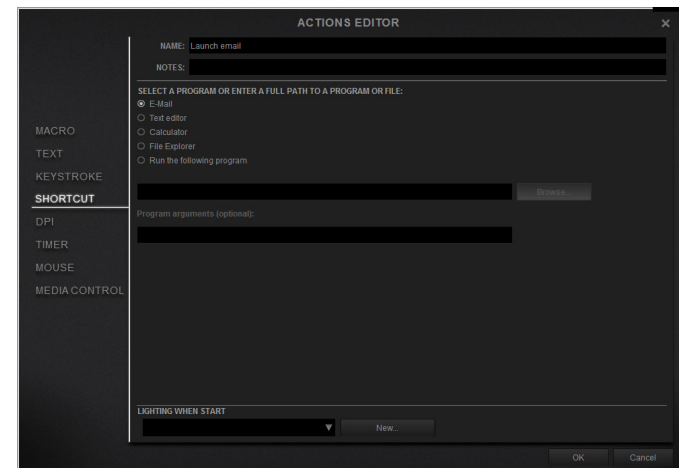 ACTIONS EDITOR
NAME: Launch email
NOTES:
SELECT A PROGRAM OR ENTER A FULL PATH TO A PROGRAM OR FILE:
E-Mail
Text editor
Calculator
File Explorer
Run the following program
Browse...
Program arguments (optional):
MACRO
TEXT
KEYSTROKE
SHORTCUT
DPI
TIMER
MOUSE
MEDIA CONTROL
LIGHTING WHEN START
New...
OK Cancel